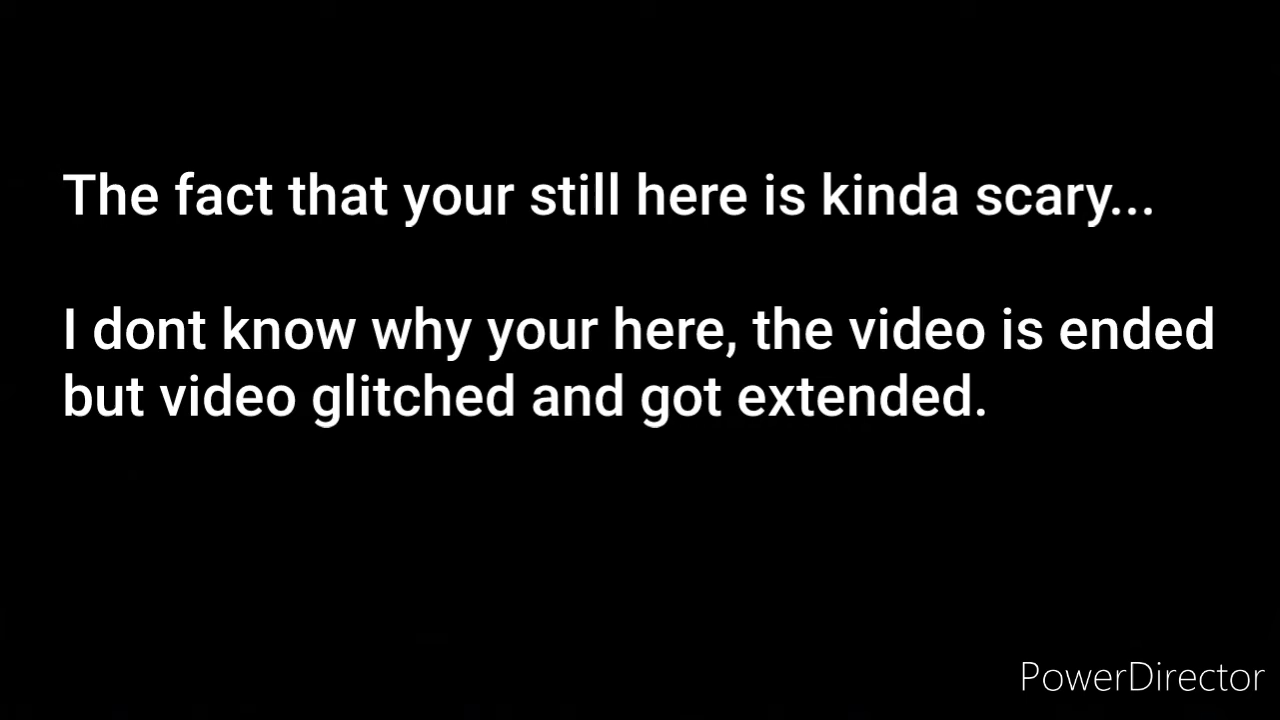 The fact that your still here is kinda scary...
I dont know why your here, the video is ended
but video glitched and got extended.
PowerDirector